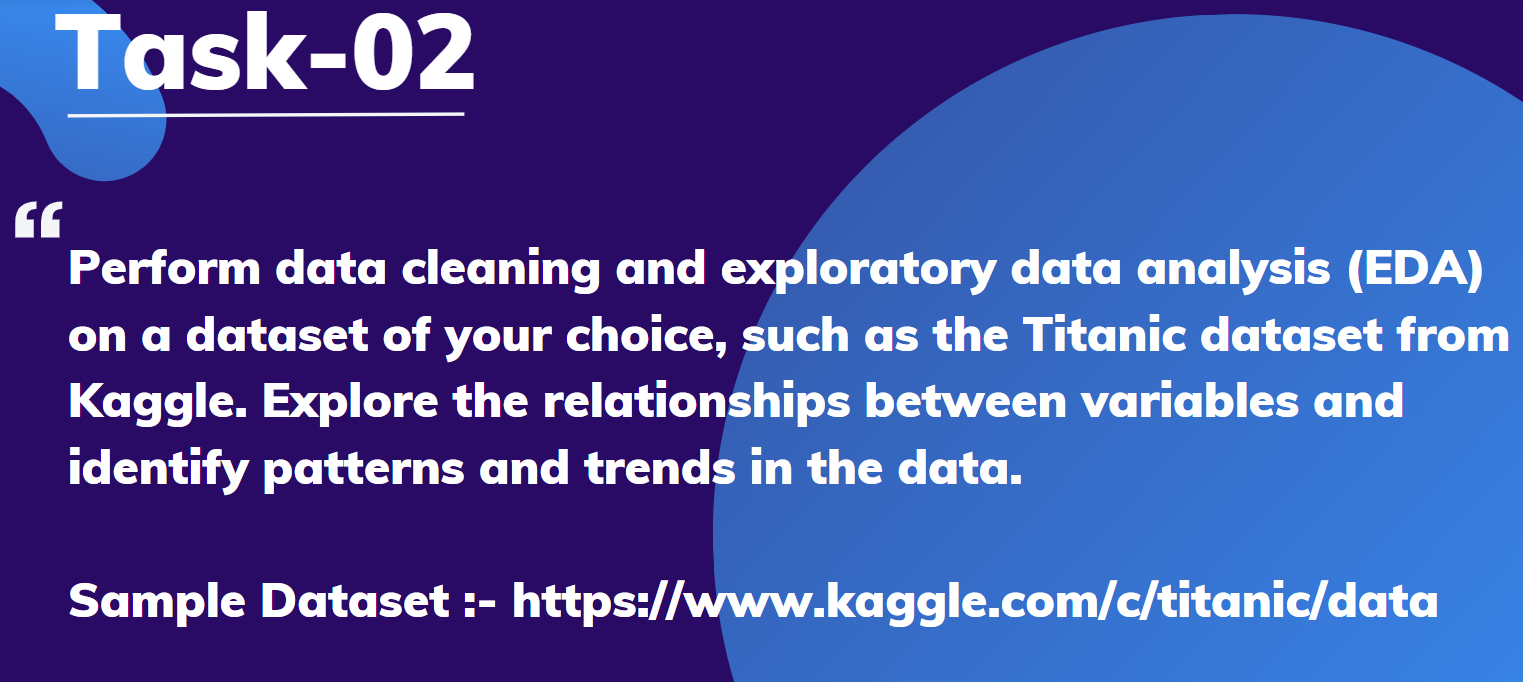 Task-02
“
Perform data cleaning and exploratory data analysis (EDA)
on a dataset of your choice, such as the Titanic dataset from
Kaggle. Explore the relationships between variables and
identify patterns and trends in the data.
Sample Dataset :- https://www.kaggle.com/c/titanic/data